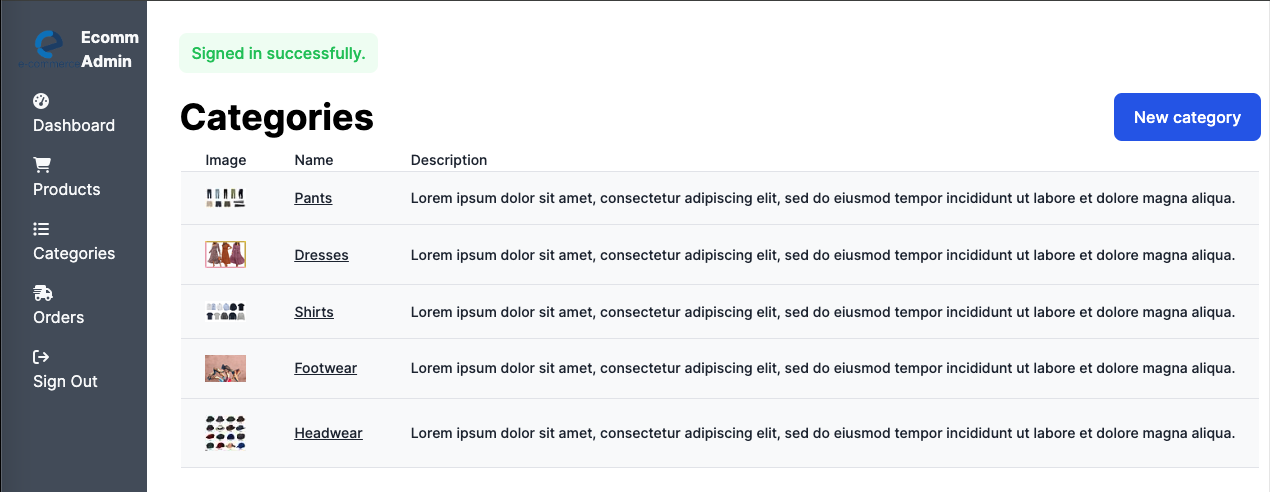 Ecomm
Admin
e-commerce
Dashboard
Products
Categories
Orders
Sign Out
Signed in successfully.
Categories
New category
Image Name Description
Pants Lorem ipsum dolor sit amet, consectetur adipiscing elit, sed do eiusmod tempor incididunt ut labore et dolore magna aliqua.
Dresses Lorem ipsum dolor sit amet, consectetur adipiscing elit, sed do eiusmod tempor incididunt ut labore et dolore magna aliqua.
Shirts Lorem ipsum dolor sit amet, consectetur adipiscing elit, sed do eiusmod tempor incididunt ut labore et dolore magna aliqua.
Footwear Lorem ipsum dolor sit amet, consectetur adipiscing elit, sed do eiusmod tempor incididunt ut labore et dolore magna aliqua.
Headwear Lorem ipsum dolor sit amet, consectetur adipiscing elit, sed do eiusmod tempor incididunt ut labore et dolore magna aliqua.